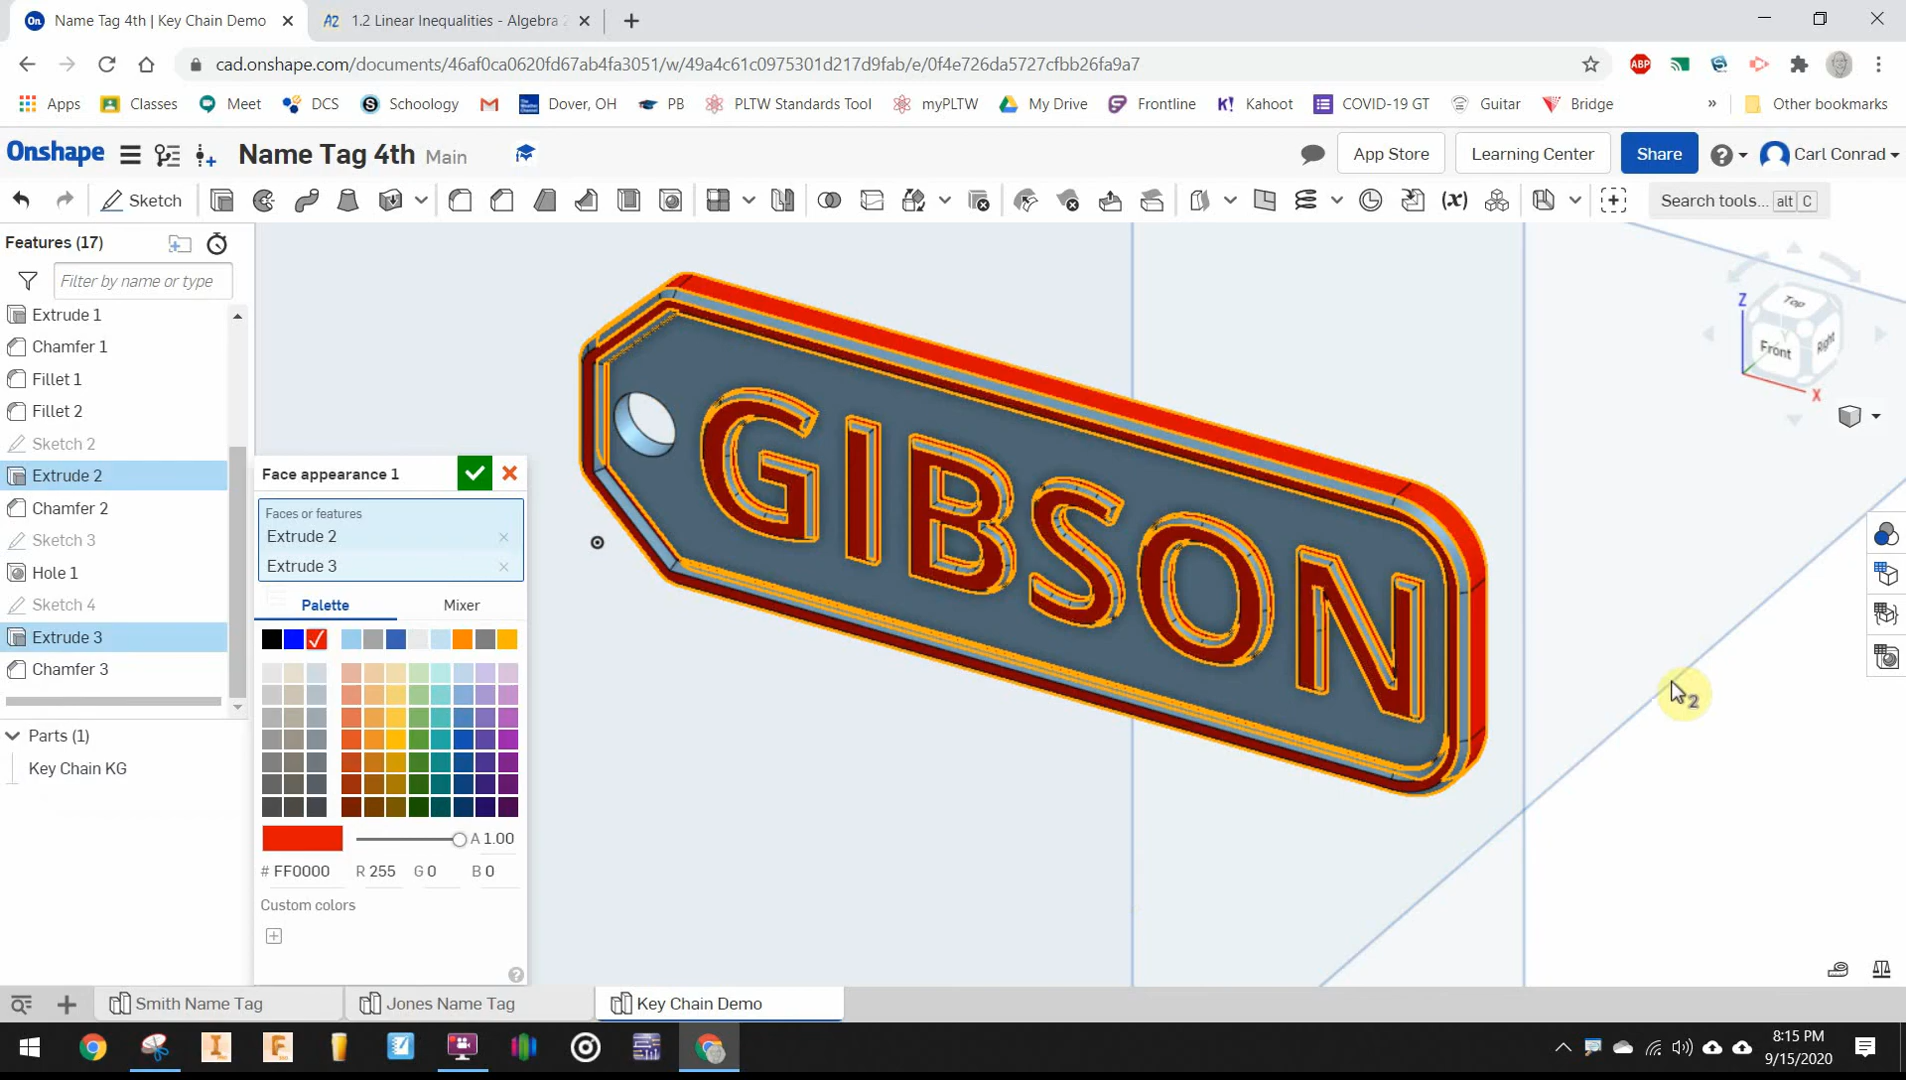 Name Tag 4th | Key Chain Demo
1.2 Linear Inequalities - Algebra 2
cad.onshape.com/documents/46af0ca0620fd67ab4fa3051/w/49a4c61c0975301d217d9fab/e/0f4e726da5727cfbb26fa9a7
ABP
Apps Classes Meet DCS Schoology Dover, OH PB PLTW Standards Tool myPLTW My Drive Frontline Kahoot COVID-19 GT Guitar Bridge » Other bookmarks
Onshape Name Tag 4th Main App Store Learning Center Share Carl Conrad
Sketch Search tools... alt C
Features (17)
Filter by name or type
Extrude 1
Chamfer 1
Fillet 1
Fillet 2
Sketch 2
Extrude 2
Chamfer 2
Sketch 3
Hole 1
Sketch 4
Extrude 3
Chamfer 3
Parts (1)
Key Chain KG
Face appearance 1
Faces or features
Extrude 2
Extrude 3
Palette Mixer
A 1.00
# FF0000 R 255 G 0 B 0
Custom colors
GIBSON
Top
Front
Right
Z
X
Y
2
Smith Name Tag Jones Name Tag Key Chain Demo
8:15 PM
9/15/2020